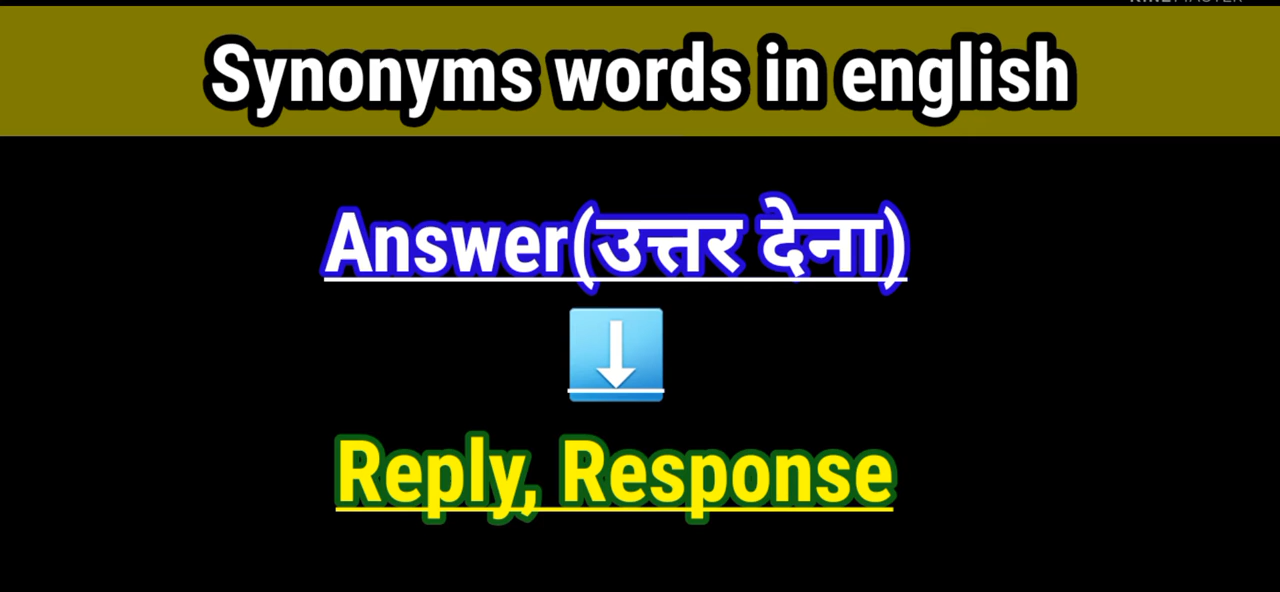 Synonyms words in english
Answer(उत्तर देना)
Reply, Response